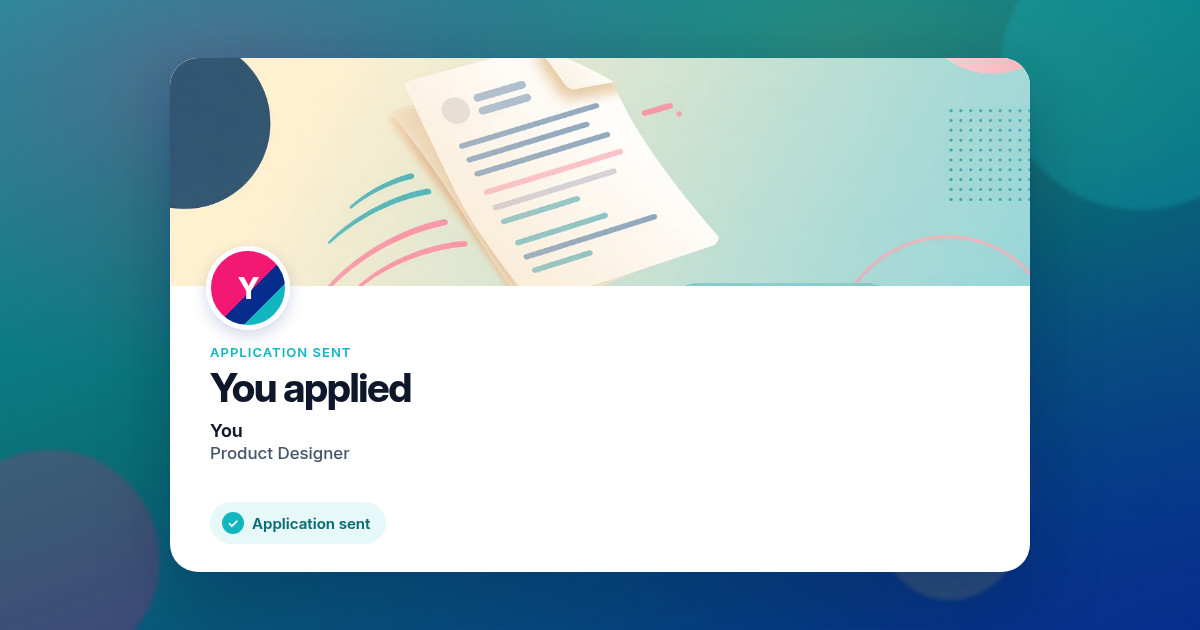 Y
APPLICATION SENT
You applied
You
Product Designer
Application sent